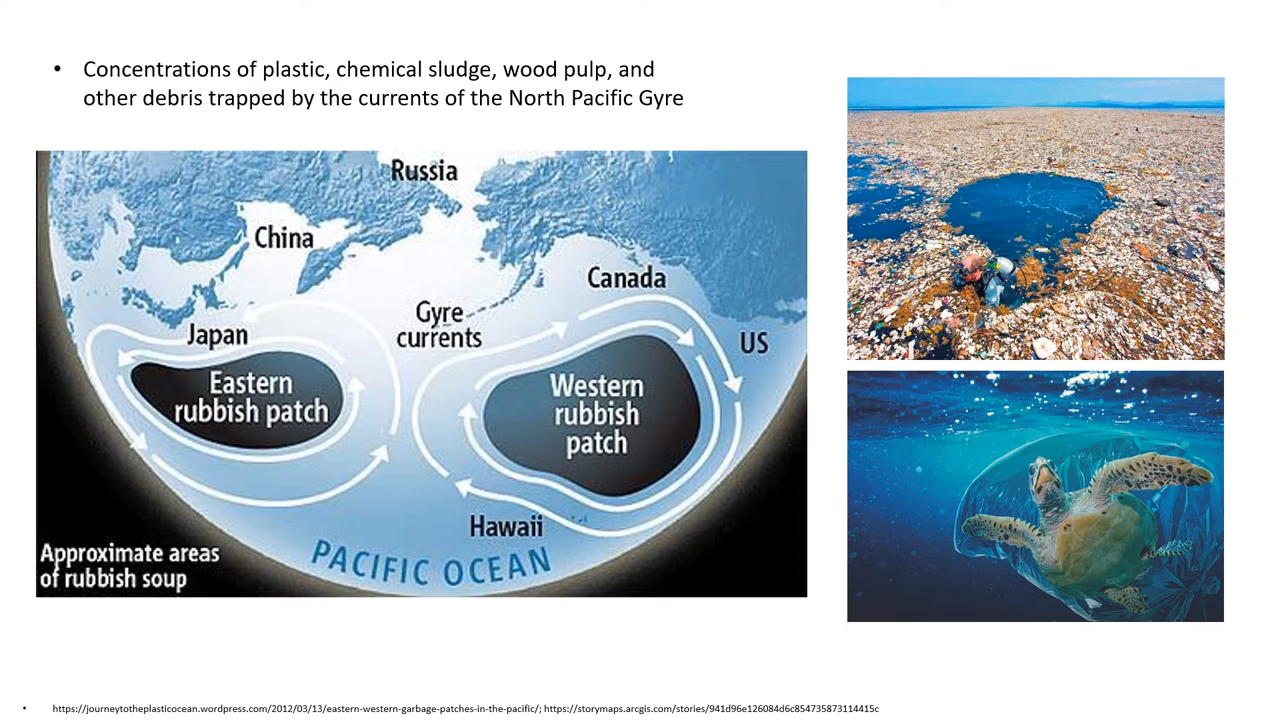 • Concentrations of plastic, chemical sludge, wood pulp, and
other debris trapped by the currents of the North Pacific Gyre
Russia
China
Canada
Gyre
currents
Japan
US
Eastern
rubbish patch
Western
rubbish
patch
Hawaii
PACIFIC OCEAN
Approximate areas
of rubbish soup
• https://journeytotheplasticocean.wordpress.com/2012/03/13/eastern-western-garbage-patches-in-the-pacific/; https://storymaps.arcgis.com/stories/941d96e126084d6c854735873114415c